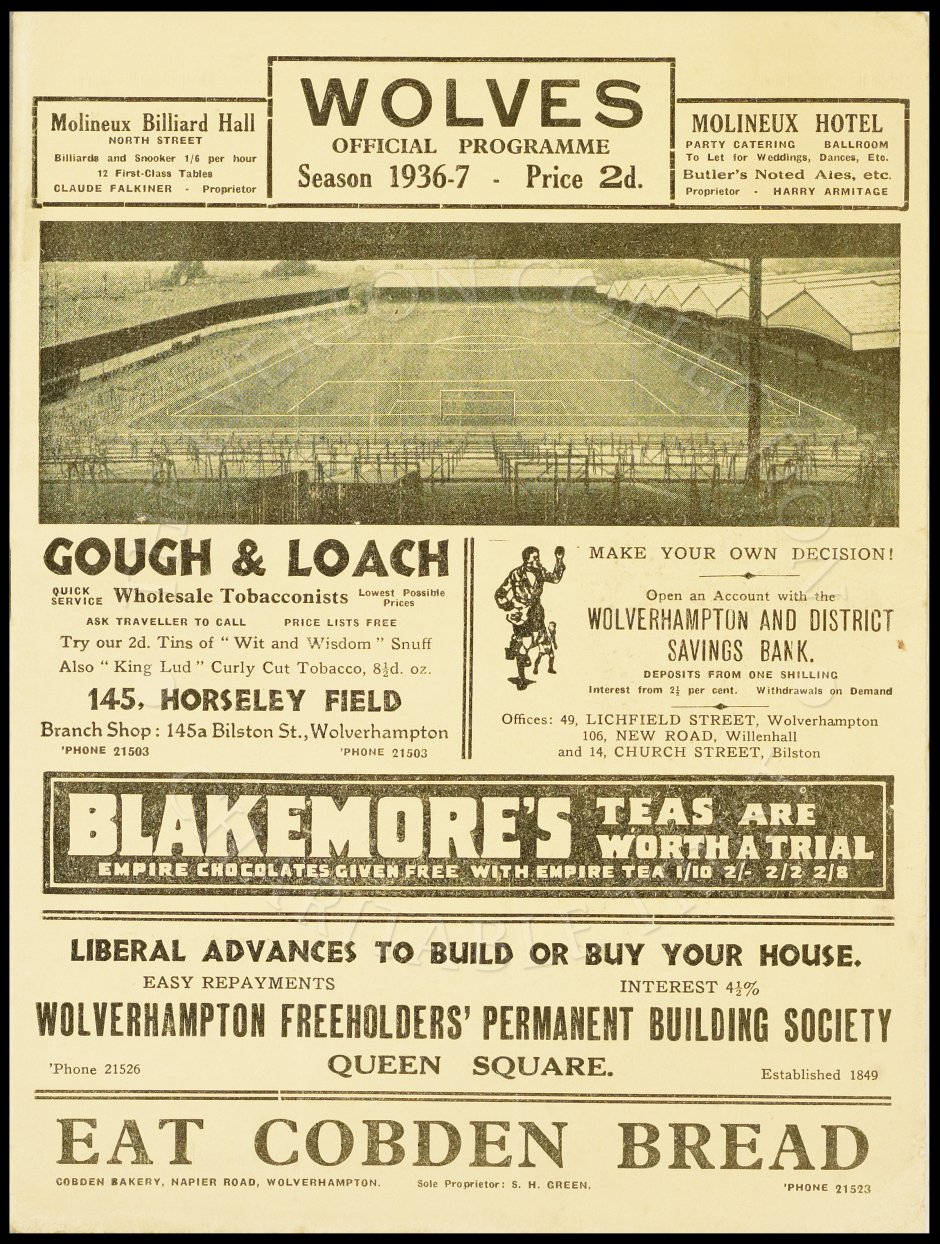 WOLVES
OFFICIAL PROGRAMME
Season 1936-7 - Price 2d.
Molineux Billiard Hall
NORTH STREET
Billiards and Snooker 1/6 per hour
12 First-Class Tables
CLAUDE FALKINER - Proprietor
MOLINEUX HOTEL
PARTY CATERING BALLROOM
To Let for Weddings, Dances, Etc.
Butler's Noted Ales, etc.
Proprietor - HARRY ARMITAGE
GOUGH & LOACH
QUICK SERVICE Wholesale Tobacconists Lowest Possible Prices
ASK TRAVELLER TO CALL PRICE LISTS FREE
Try our 2d. Tins of "Wit and Wisdom" Snuff
Also "King Lud" Curly Cut Tobacco, 8½d. oz.
145, HORSELEY FIELD
Branch Shop: 145a Bilston St., Wolverhampton
'PHONE 21503 'PHONE 21503
MAKE YOUR OWN DECISION!
Open an Account with the
WOLVERHAMPTON AND DISTRICT
SAVINGS BANK.
DEPOSITS FROM ONE SHILLING
Interest from 2½ per cent. Withdrawals on Demand
Offices: 49, LICHFIELD STREET, Wolverhampton
106, NEW ROAD, Willenhall
and 14, CHURCH STREET, Bilston
BLAKEMORE'S TEAS ARE
WORTH A TRIAL
EMPIRE CHOCOLATES GIVEN FREE WITH EMPIRE TEA 1/10 2/- 2/2 2/8
LIBERAL ADVANCES TO BUILD OR BUY YOUR HOUSE.
EASY REPAYMENTS INTEREST 4½%
WOLVERHAMPTON FREEHOLDERS' PERMANENT BUILDING SOCIETY
'Phone 21526 QUEEN SQUARE. Established 1849
EAT COBDEN BREAD
COBDEN BAKERY, NAPIER ROAD, WOLVERHAMPTON. Sole Proprietor: S. H. GREEN. 'PHONE 21523